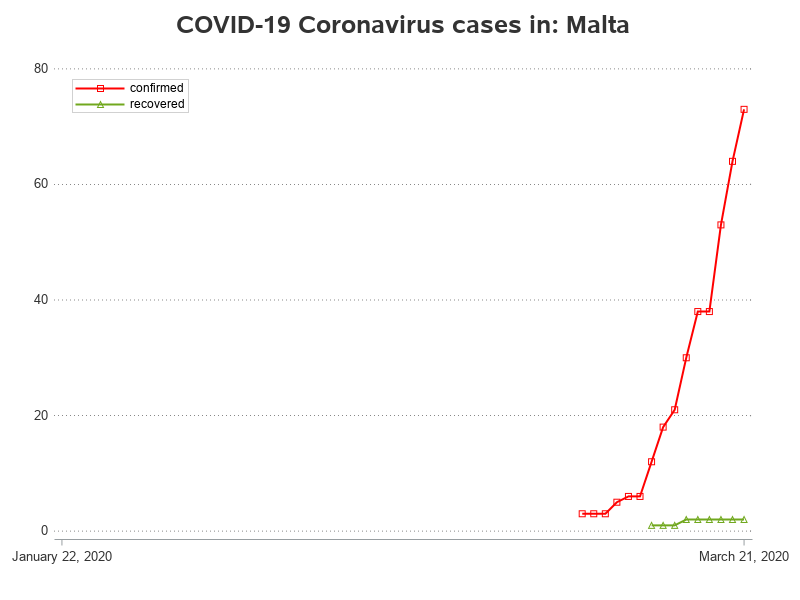 COVID-19 Coronavirus cases in: Malta
80
confirmed
recovered
60
40
20
0
January 22, 2020
March 21, 2020